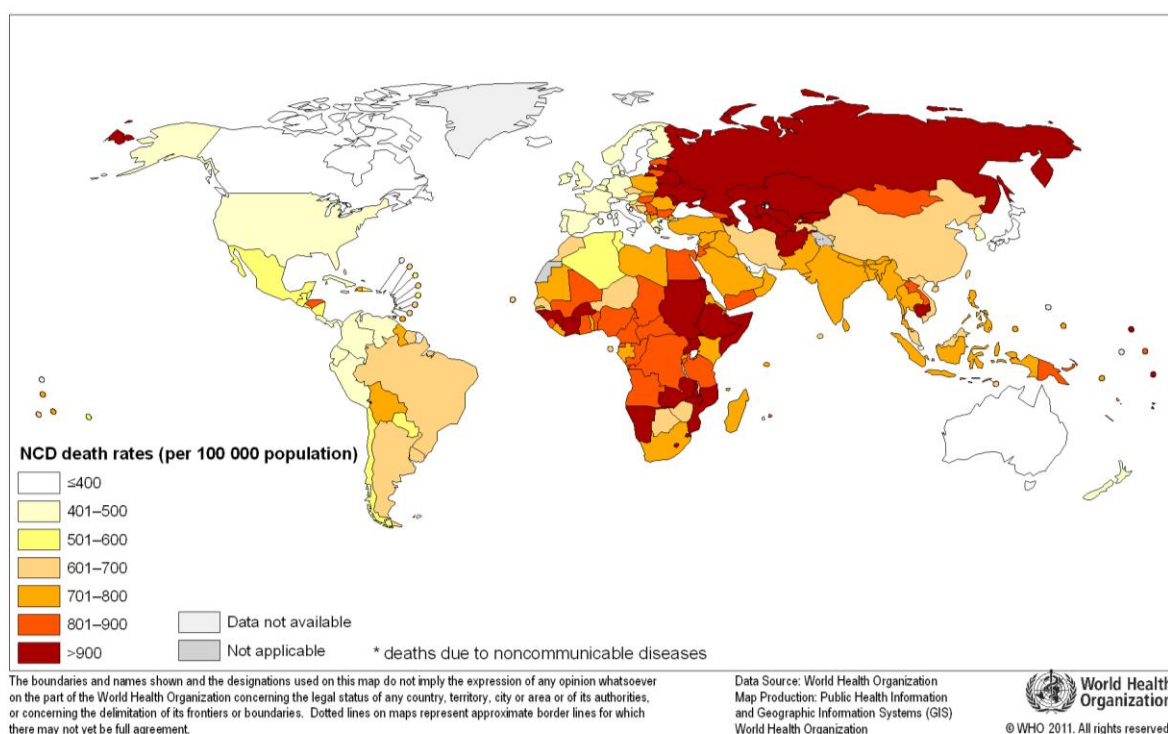 NCD death rates (per 100 000 population)
≤400
401–500
501–600
601–700
701–800
801–900
>900
Data not available
Not applicable
* deaths due to noncommunicable diseases
The boundaries and names shown and the designations used on this map do not imply the expression of any opinion whatsoever
on the part of the World Health Organization concerning the legal status of any country, territory, city or area or of its authorities,
or concerning the delimitation of its frontiers or boundaries. Dotted lines on maps represent approximate border lines for which
there may not yet be full agreement.
Data Source: World Health Organization
Map Production: Public Health Information
and Geographic Information Systems (GIS)
World Health Organization
World Health
Organization
© WHO 2011. All rights reserved